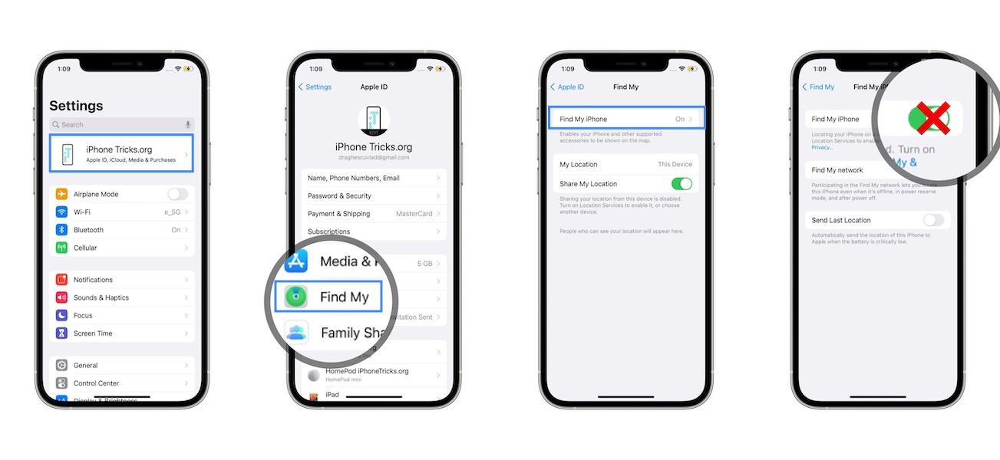 1:09
Settings
Search
iPhone Tricks.org
Apple ID, iCloud, Media & Purchases
Airplane Mode
Wi-Fi e_5G
Bluetooth On
Cellular
Notifications
Sounds & Haptics
Focus
Screen Time
General
Control Center
Display & Brightness
1:09
Settings Apple ID
EDIT
iPhone Tricks.org
draghescuvlad@gmail.com
Name, Phone Numbers, Email
Password & Security
Payment & Shipping MasterCard
Subscriptions
Media & 5 GB
Find My
Invitation Sent
Family Sha
HomePod iPhoneTricks.org
HomePod mini
iPad
1:09
Apple ID Find My
Find My iPhone On
Enables your iPhone and other supported
accessories to be shown on the map.
My Location This Device
Share My Location
Sharing your location from this device is disabled.
Turn on Location Services to enable it, or choose
another device.
People who can see your location will appear here.
1:09
Find My Find My iP
Find My iPhone
Locating your iPhone on a
Location Services to enable
Privacy...
d. Turn on
My &
Find My network
Participating in the Find My network lets you locate
this iPhone even when it's offline, in power reserve
mode, and after power off.
Send Last Location
Automatically send the location of this iPhone to
Apple when the battery is critically low.